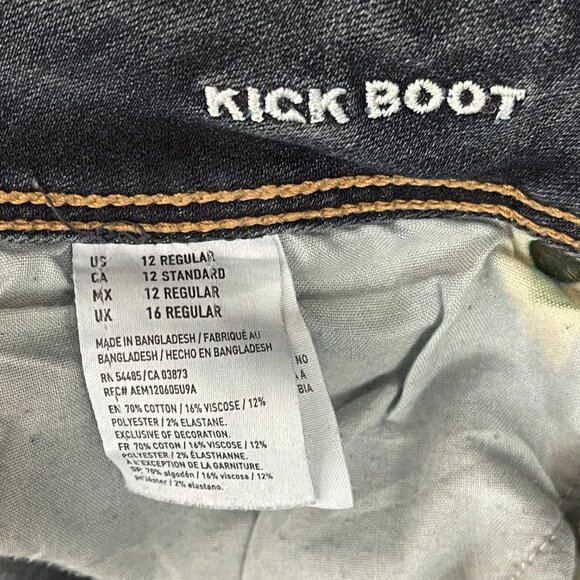 KICK BOOT
US 12 REGULAR
CA 12 STANDARD
MX 12 REGULAR
UK 16 REGULAR
MADE IN BANGLADESH / FABRIQUÉ AU
BANGLADESH / HECHO EN BANGLADESH
RN 54485 / CA 03873
RFC# AEM120605U9A
EN 70% COTTON / 16% VISCOSE / 12%
POLYESTER / 2% ELASTANE.
EXCLUSIVE OF DECORATION.
FR 70% COTON / 16% VISCOSE / 12%
POLYESTER / 2% ÉLASTHANNE.
À L'EXCEPTION DE LA GARNITURE.
SP 70% algodón / 16% viscosa / 12%
poliéster / 2% elastano.
NO
A
BIA